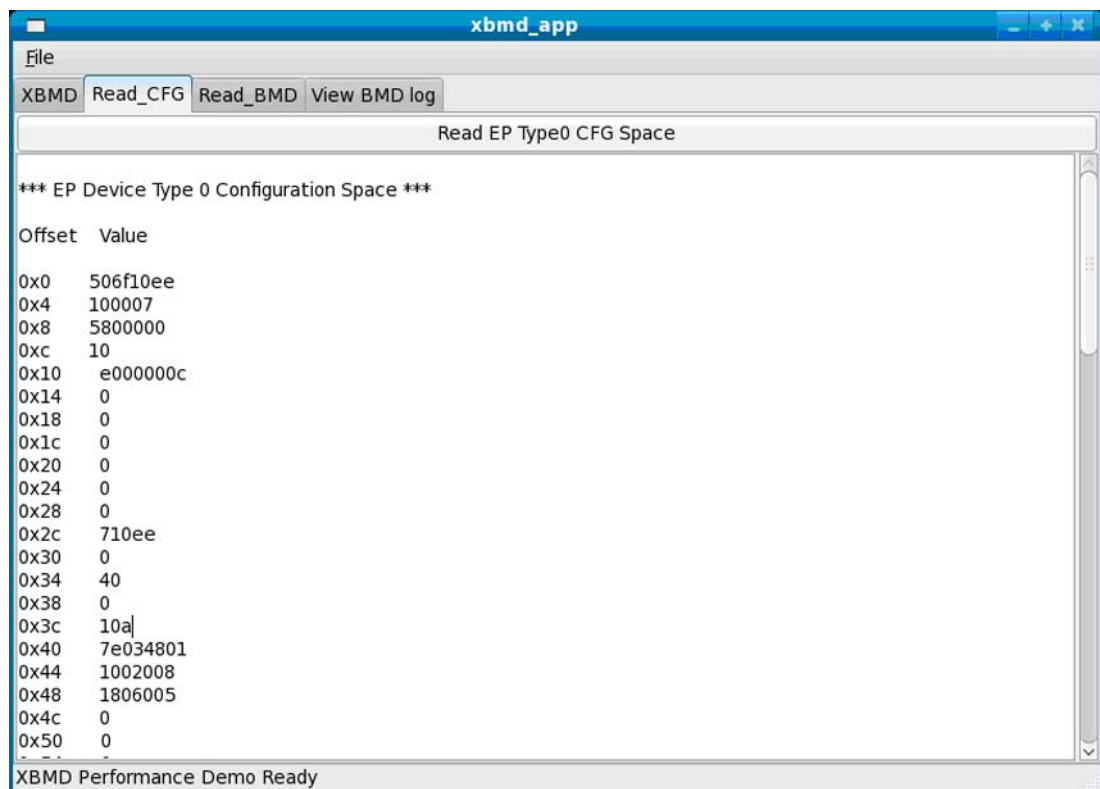 xbmd_app
File
XBMD Read_CFG Read_BMD View BMD log
Read EP Type0 CFG Space
*** EP Device Type 0 Configuration Space ***
Offset Value
0x0 506f10ee
0x4 100007
0x8 5800000
0xc 10
0x10 e000000c
0x14 0
0x18 0
0x1c 0
0x20 0
0x24 0
0x28 0
0x2c 710ee
0x30 0
0x34 40
0x38 0
0x3c 10a
0x40 7e034801
0x44 1002008
0x48 1806005
0x4c 0
0x50 0
XBMD Performance Demo Ready